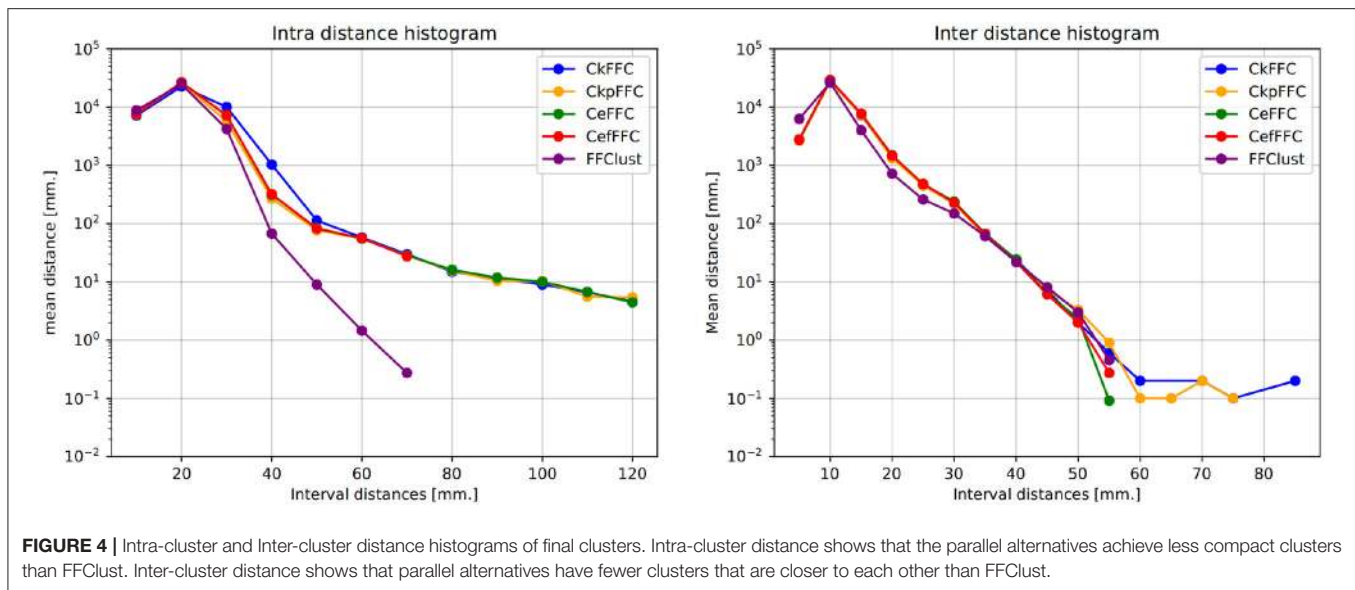 Intra distance histogram
10^5
10^4
10^3
10^2
10^1
10^0
10^-1
10^-2
mean distance [mm.]
CkFFC
CkpFFC
CeFFC
CefFFC
FFClust
20 40 60 80 100 120
Interval distances [mm.]
Inter distance histogram
10^5
10^4
10^3
10^2
10^1
10^0
10^-1
10^-2
Mean distance [mm.]
CkFFC
CkpFFC
CeFFC
CefFFC
FFClust
10 20 30 40 50 60 70 80
Interval distances [mm.]
FIGURE 4 | Intra-cluster and Inter-cluster distance histograms of final clusters. Intra-cluster distance shows that the parallel alternatives achieve less compact clusters
than FFClust. Inter-cluster distance shows that parallel alternatives have fewer clusters that are closer to each other than FFClust.